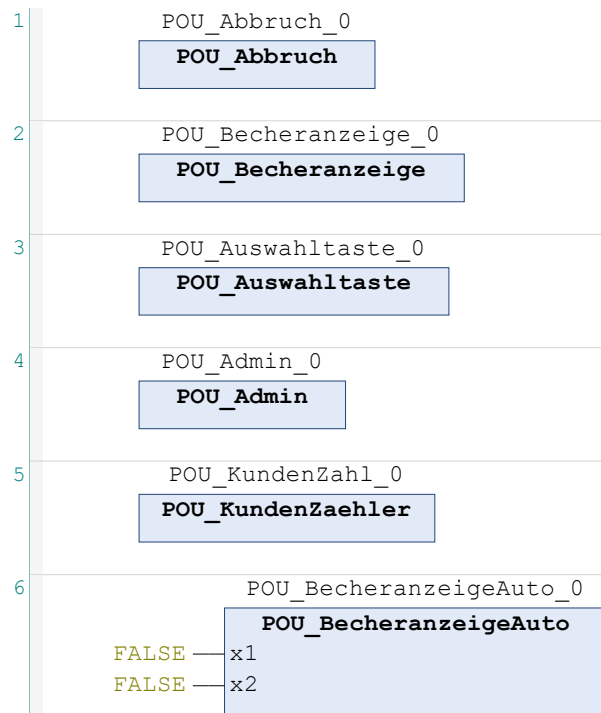 1 POU_Abbruch_0
POU_Abbruch
2 POU_Becheranzeige_0
POU_Becheranzeige
3 POU_Auswahltaste_0
POU_Auswahltaste
4 POU_Admin_0
POU_Admin
5 POU_KundenZahl_0
POU_KundenZaehler
6 POU_BecheranzeigeAuto_0
POU_BecheranzeigeAuto
FALSE x1
FALSE x2